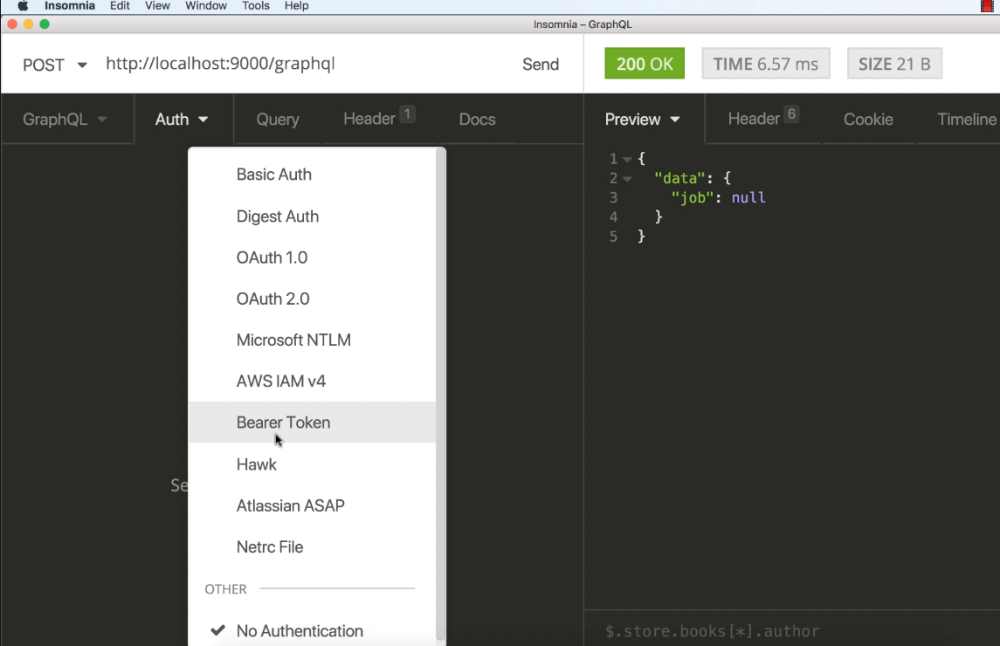 Insomnia Edit View Window Tools Help
Insomnia – GraphQL
POST http://localhost:9000/graphql Send 200 OK TIME 6.57 ms SIZE 21 B
GraphQL Auth Query Header 1 Docs Preview Header 6 Cookie Timeline
Basic Auth
Digest Auth
OAuth 1.0
OAuth 2.0
Microsoft NTLM
AWS IAM v4
Bearer Token
Hawk
Se
Atlassian ASAP
Netrc File
OTHER
No Authentication
1 {
2 "data": {
3 "job": null
4 }
5 }
$.store.books[*].author